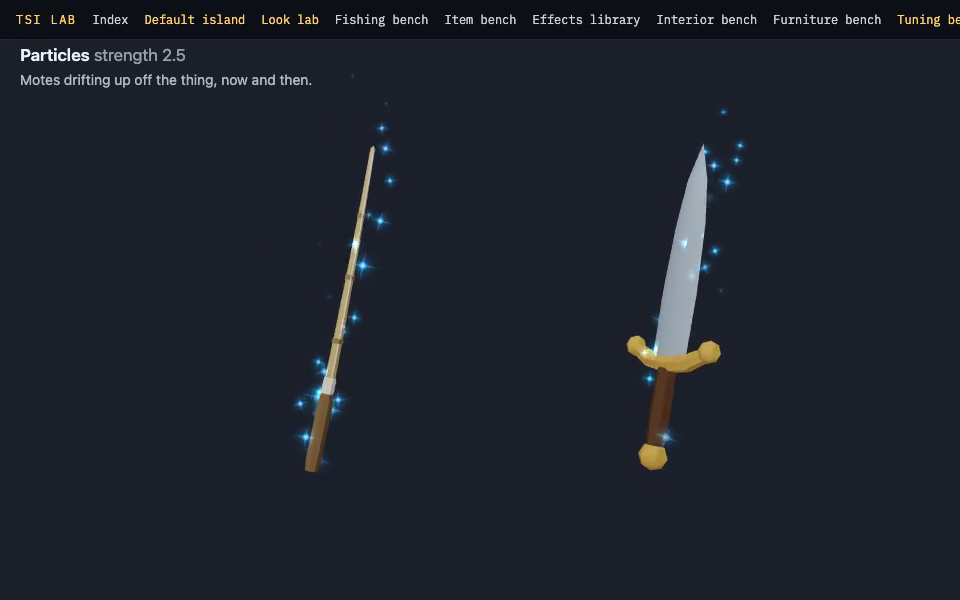 TSI LAB Index Default island Look lab Fishing bench Item bench Effects library Interior bench Furniture bench Tuning
Particles strength 2.5
Motes drifting up off the thing, now and then.